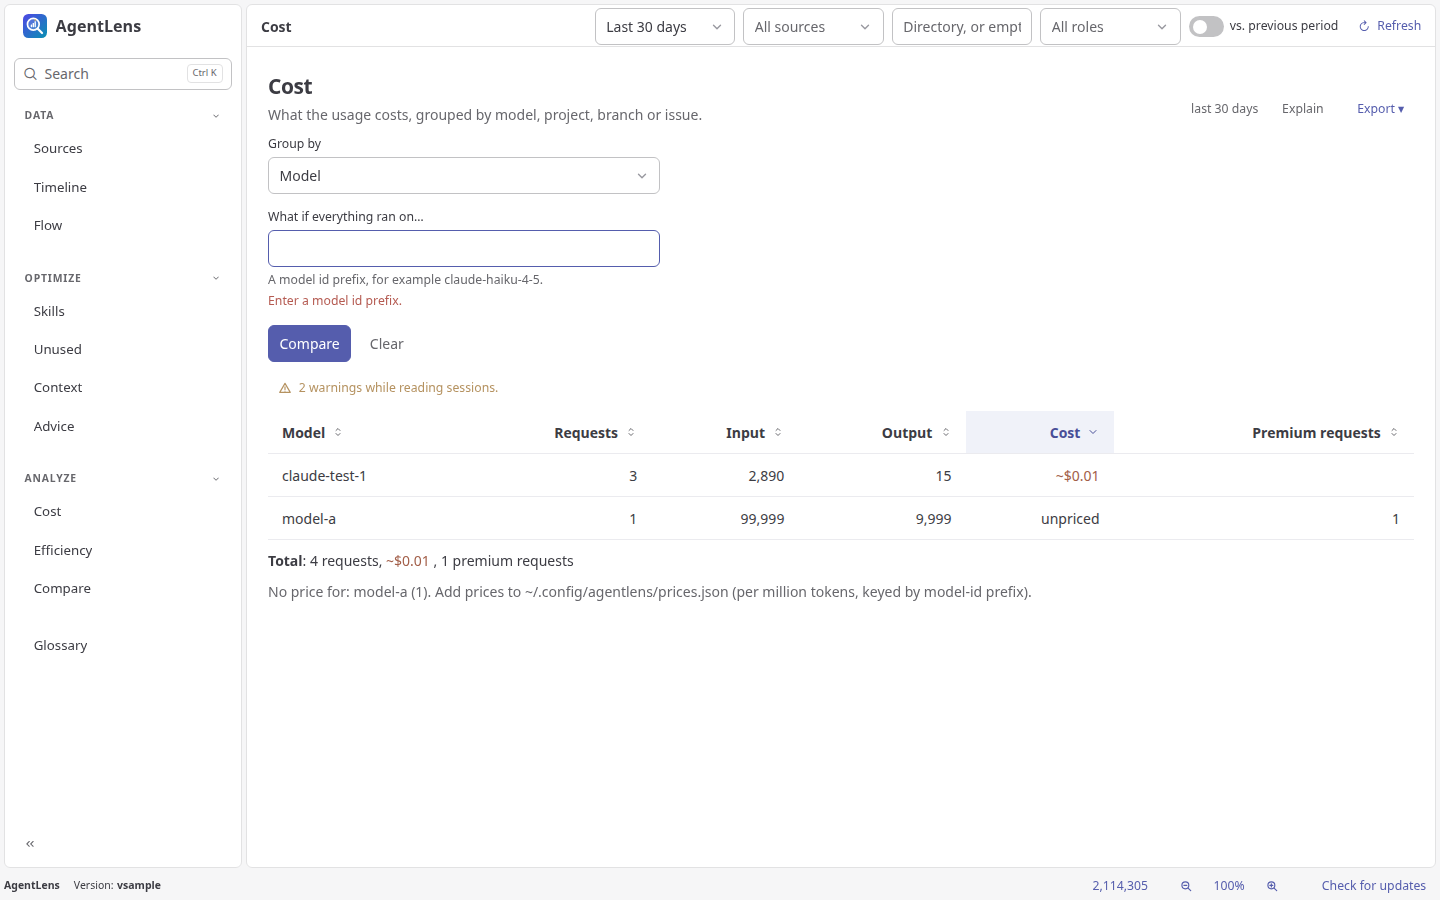 AgentLens
Search Ctrl K
DATA
Sources
Timeline
Flow
OPTIMIZE
Skills
Unused
Context
Advice
ANALYZE
Cost
Efficiency
Compare
Glossary
«
Cost
Last 30 days
All sources
Directory, or empt
All roles
vs. previous period
Refresh
Cost
What the usage costs, grouped by model, project, branch or issue.
last 30 days
Explain
Export ▾
Group by
Model
What if everything ran on...
A model id prefix, for example claude-haiku-4-5.
Enter a model id prefix.
Compare
Clear
2 warnings while reading sessions.
Model Requests Input Output Cost Premium requests
claude-test-1 3 2,890 15 ~$0.01
model-a 1 99,999 9,999 unpriced 1
Total: 4 requests, ~$0.01 , 1 premium requests
No price for: model-a (1). Add prices to ~/.config/agentlens/prices.json (per million tokens, keyed by model-id prefix).
AgentLens Version: vsample
2,114,305
100%
Check for updates